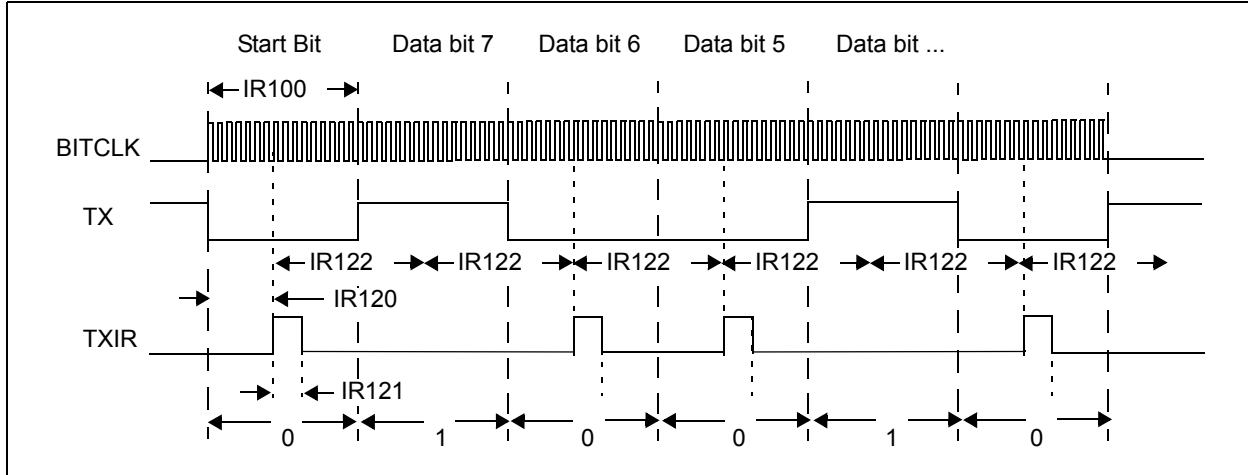 Start Bit Data bit 7 Data bit 6 Data bit 5 Data bit ...
IR100
BITCLK
TX
IR122 IR122 IR122 IR122 IR122 IR122
IR120
TXIR
IR121
0 1 0 0 1 0